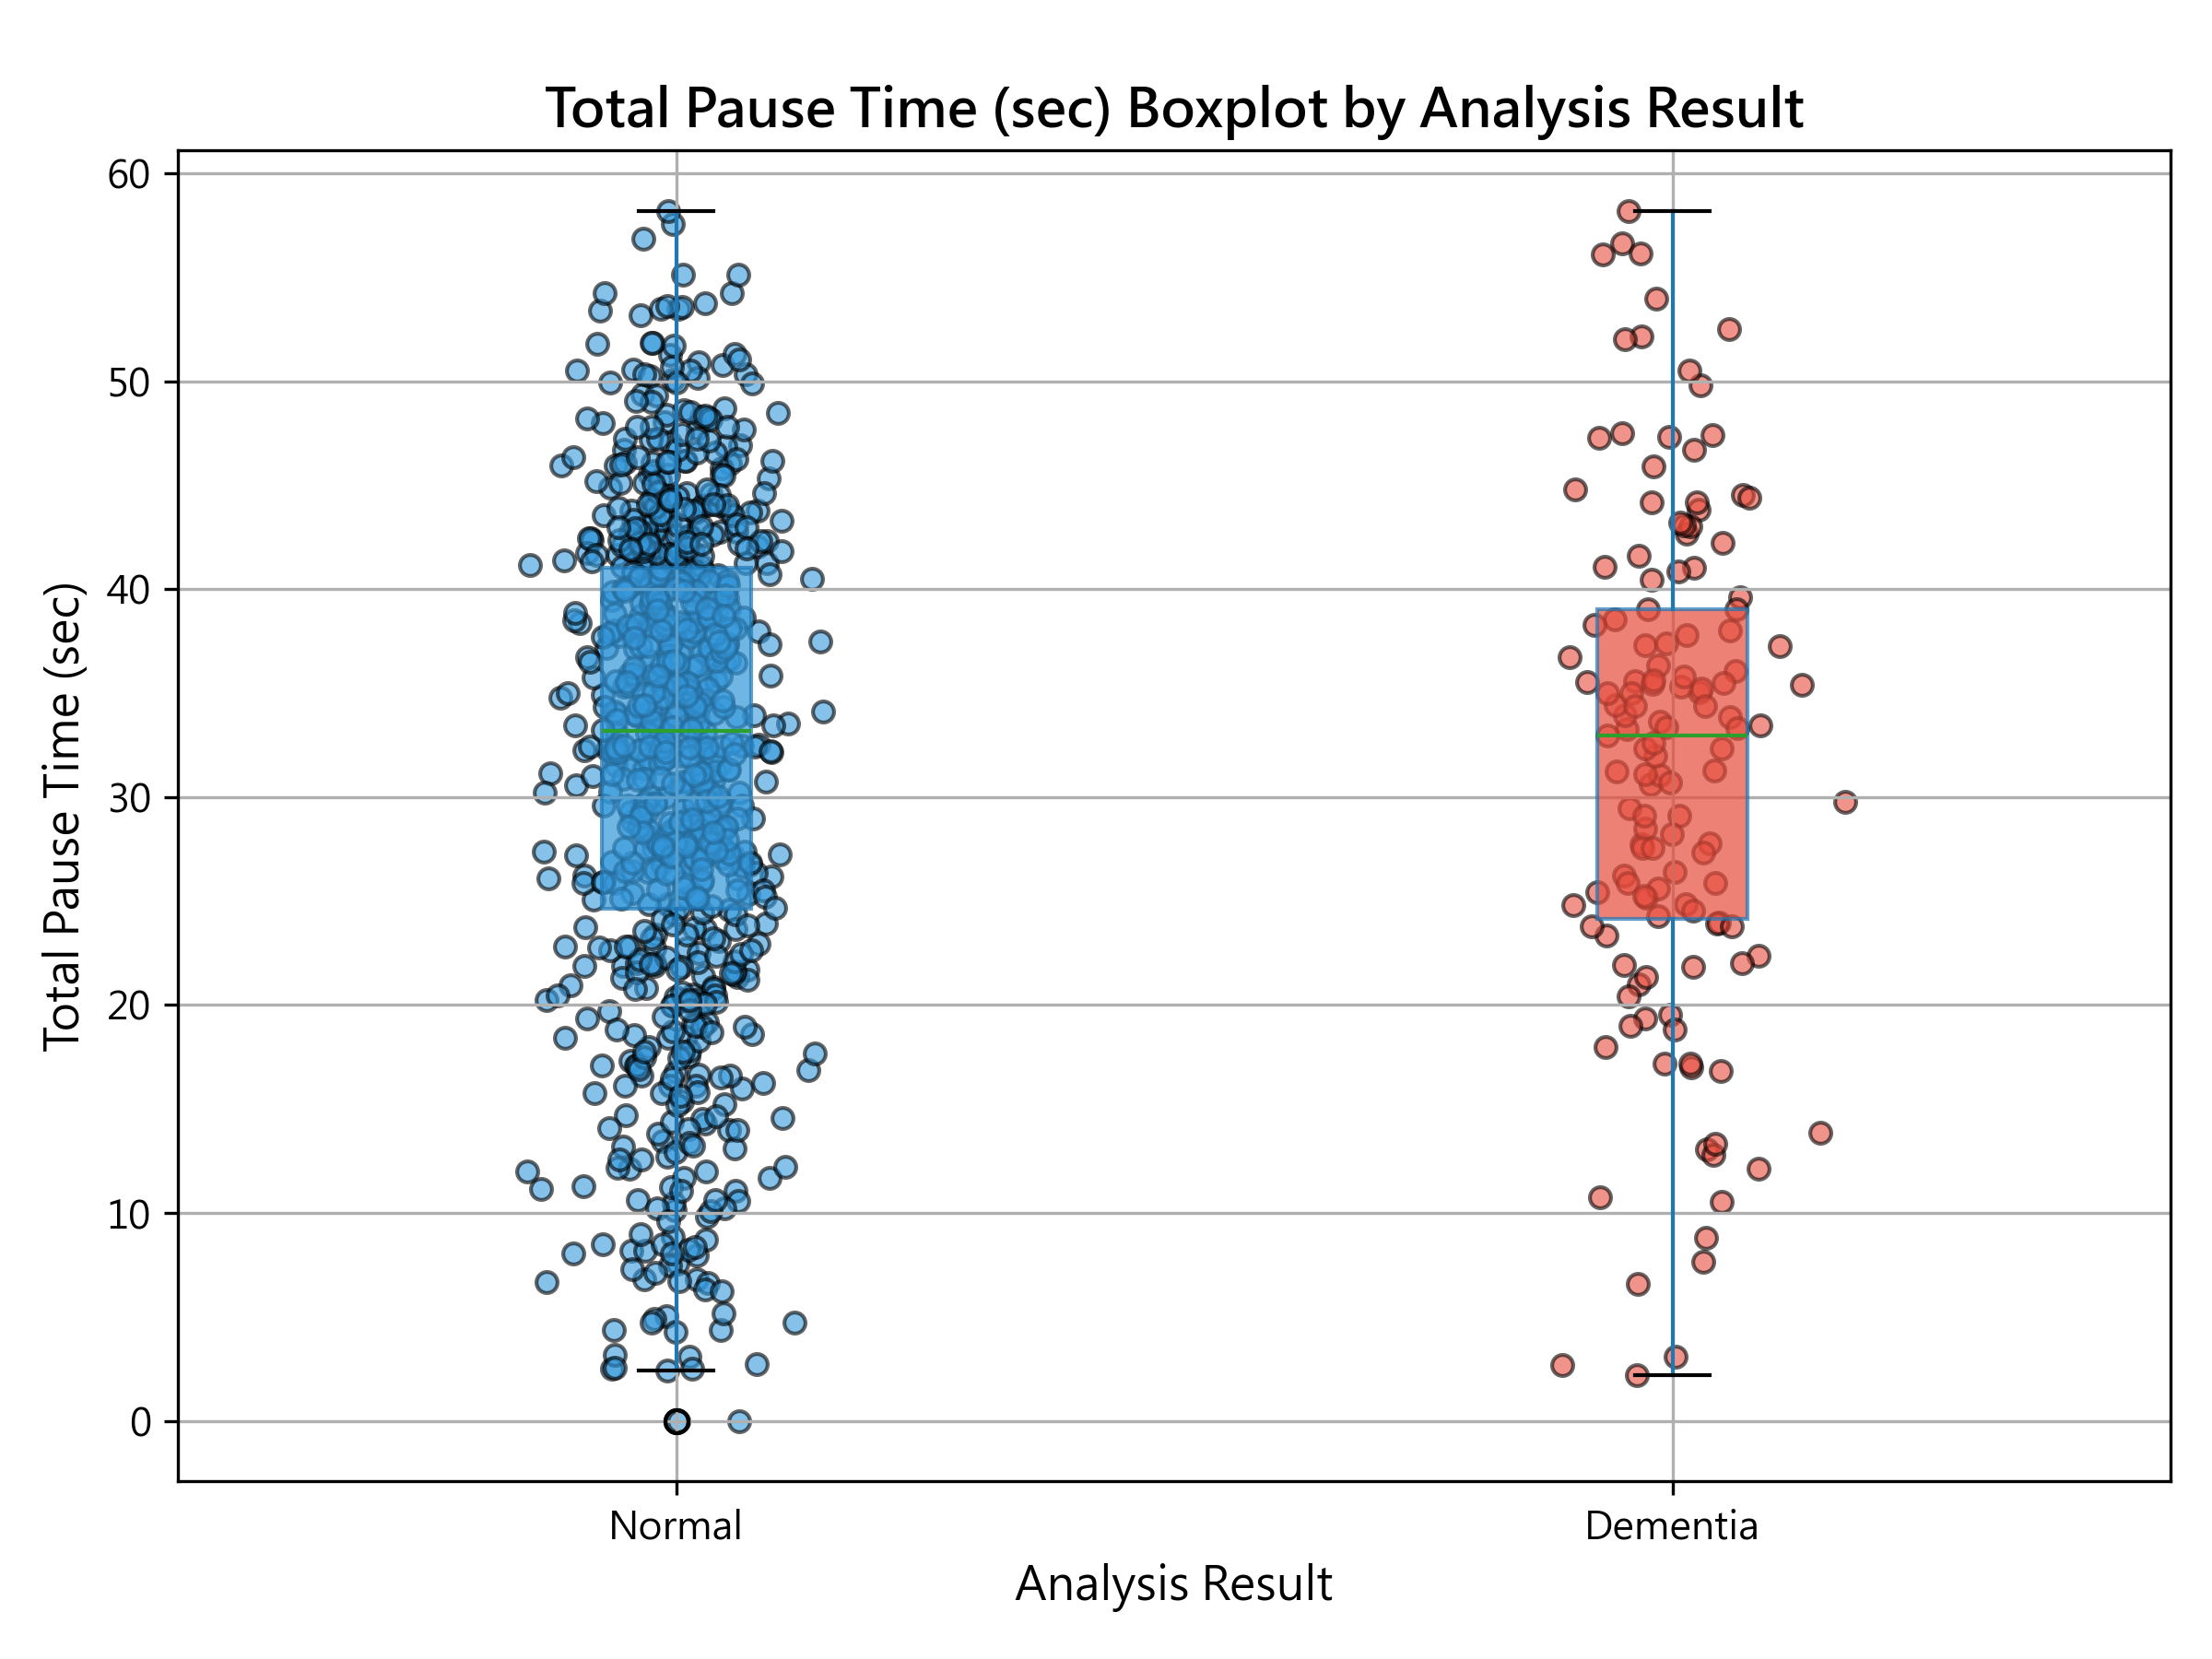 Total Pause Time (sec) Boxplot by Analysis Result
Total Pause Time (sec)
60
50
40
30
20
10
0
Normal
Dementia
Analysis Result